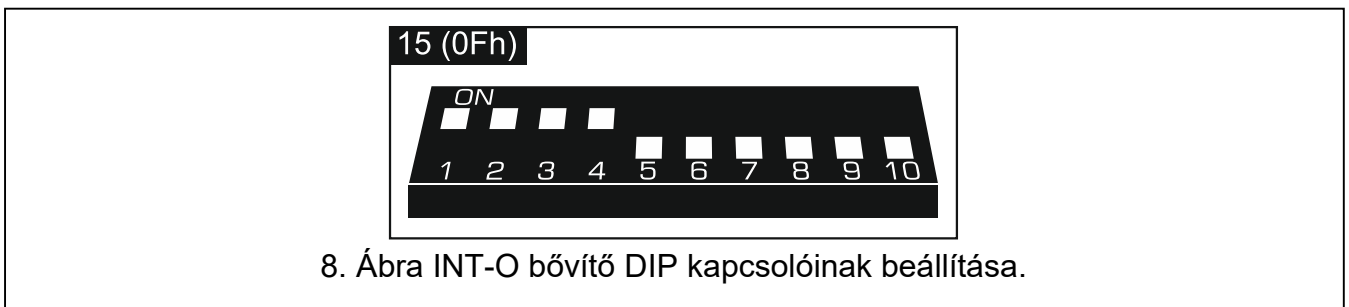 15 (0Fh)
ON
1 2 3 4 5 6 7 8 9 10
8. Ábra INT-O bővítő DIP kapcsolóinak beállítása.